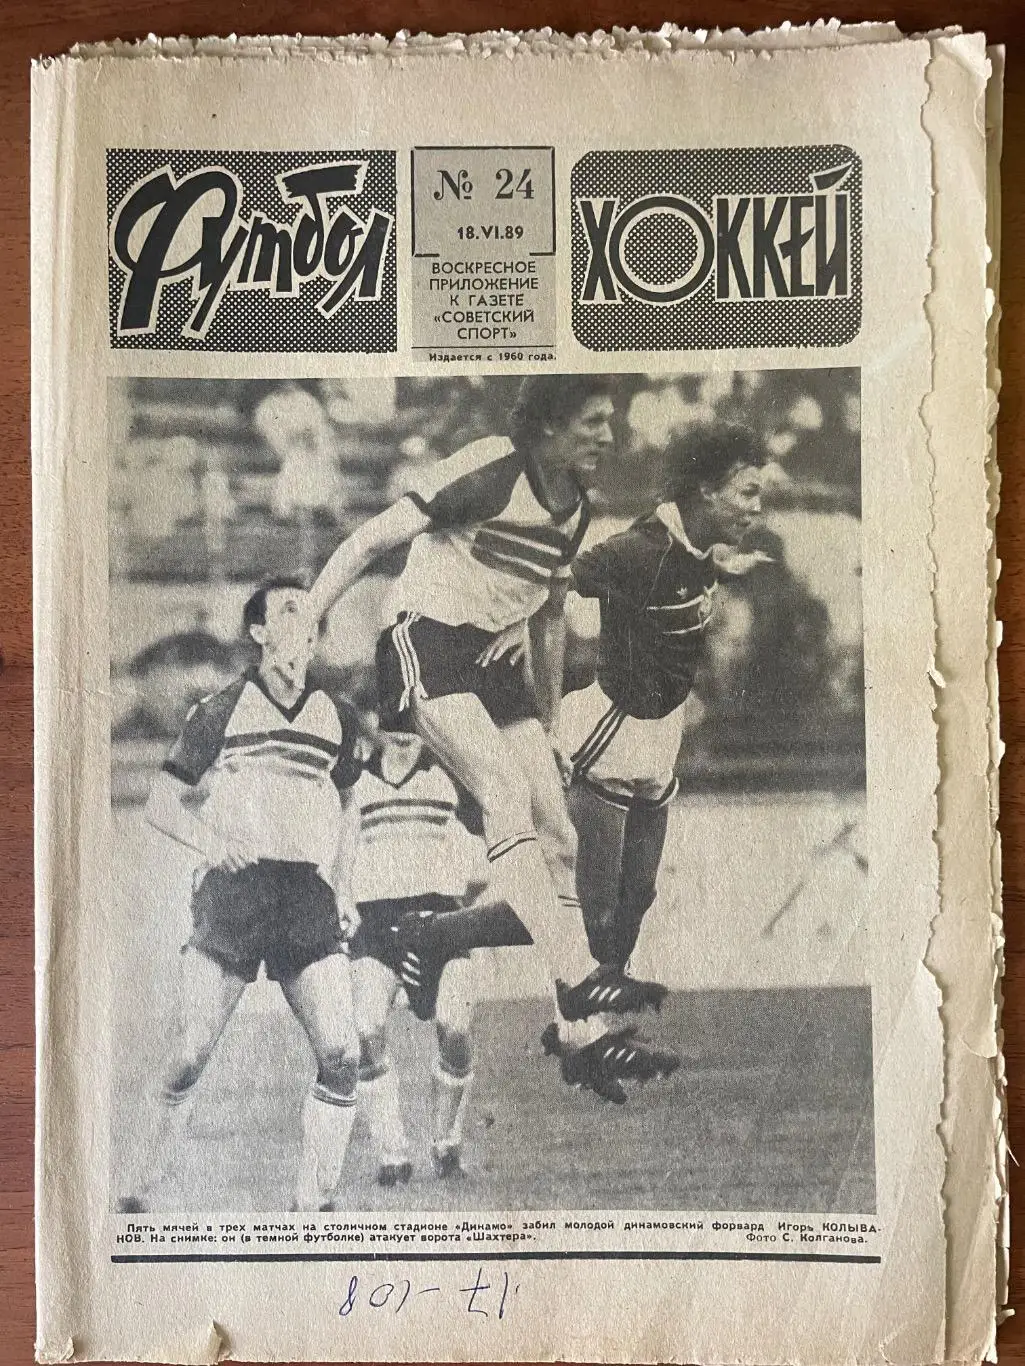 Футбол
№ 24
18.VI.89
ВОСКРЕСНОЕ
ПРИЛОЖЕНИЕ
К ГАЗЕТЕ
«СОВЕТСКИЙ
СПОРТ»
Издается с 1960 года.
ХОККЕЙ
Пять мячей в трех матчах на столичном стадионе «Динамо» забил молодой динамовский форвард Игорь КОЛЫВА-
НОВ. На снимке: он (в темной футболке) атакует ворота «Шахтера». Фото С. Колганова.
17-108